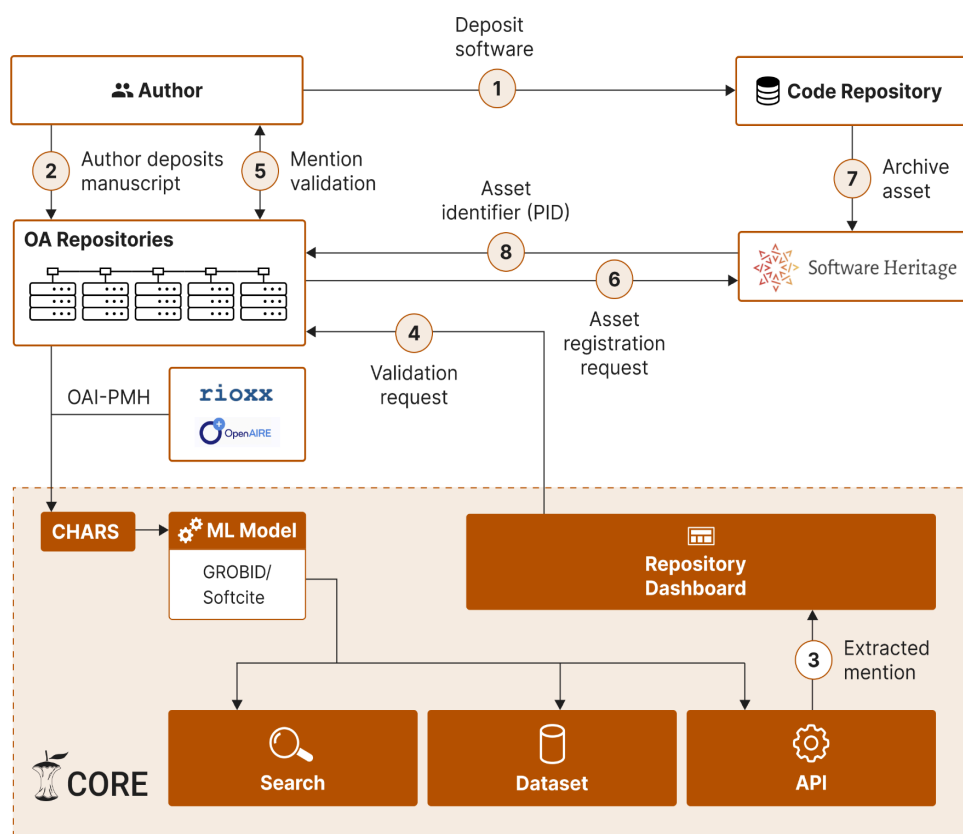 Deposit
software
1
Author
Code Repository
2
Author deposits
manuscript
5
Mention
validation
7
Archive
asset
Asset
identifier (PID)
8
OA Repositories
Software Heritage
6
Asset
registration
request
4
Validation
request
OAI-PMH
rioxx
OpenAIRE
CHARS
ML Model
GROBID/
Softcite
Repository
Dashboard
3
Extracted
mention
Search
Dataset
API
CORE